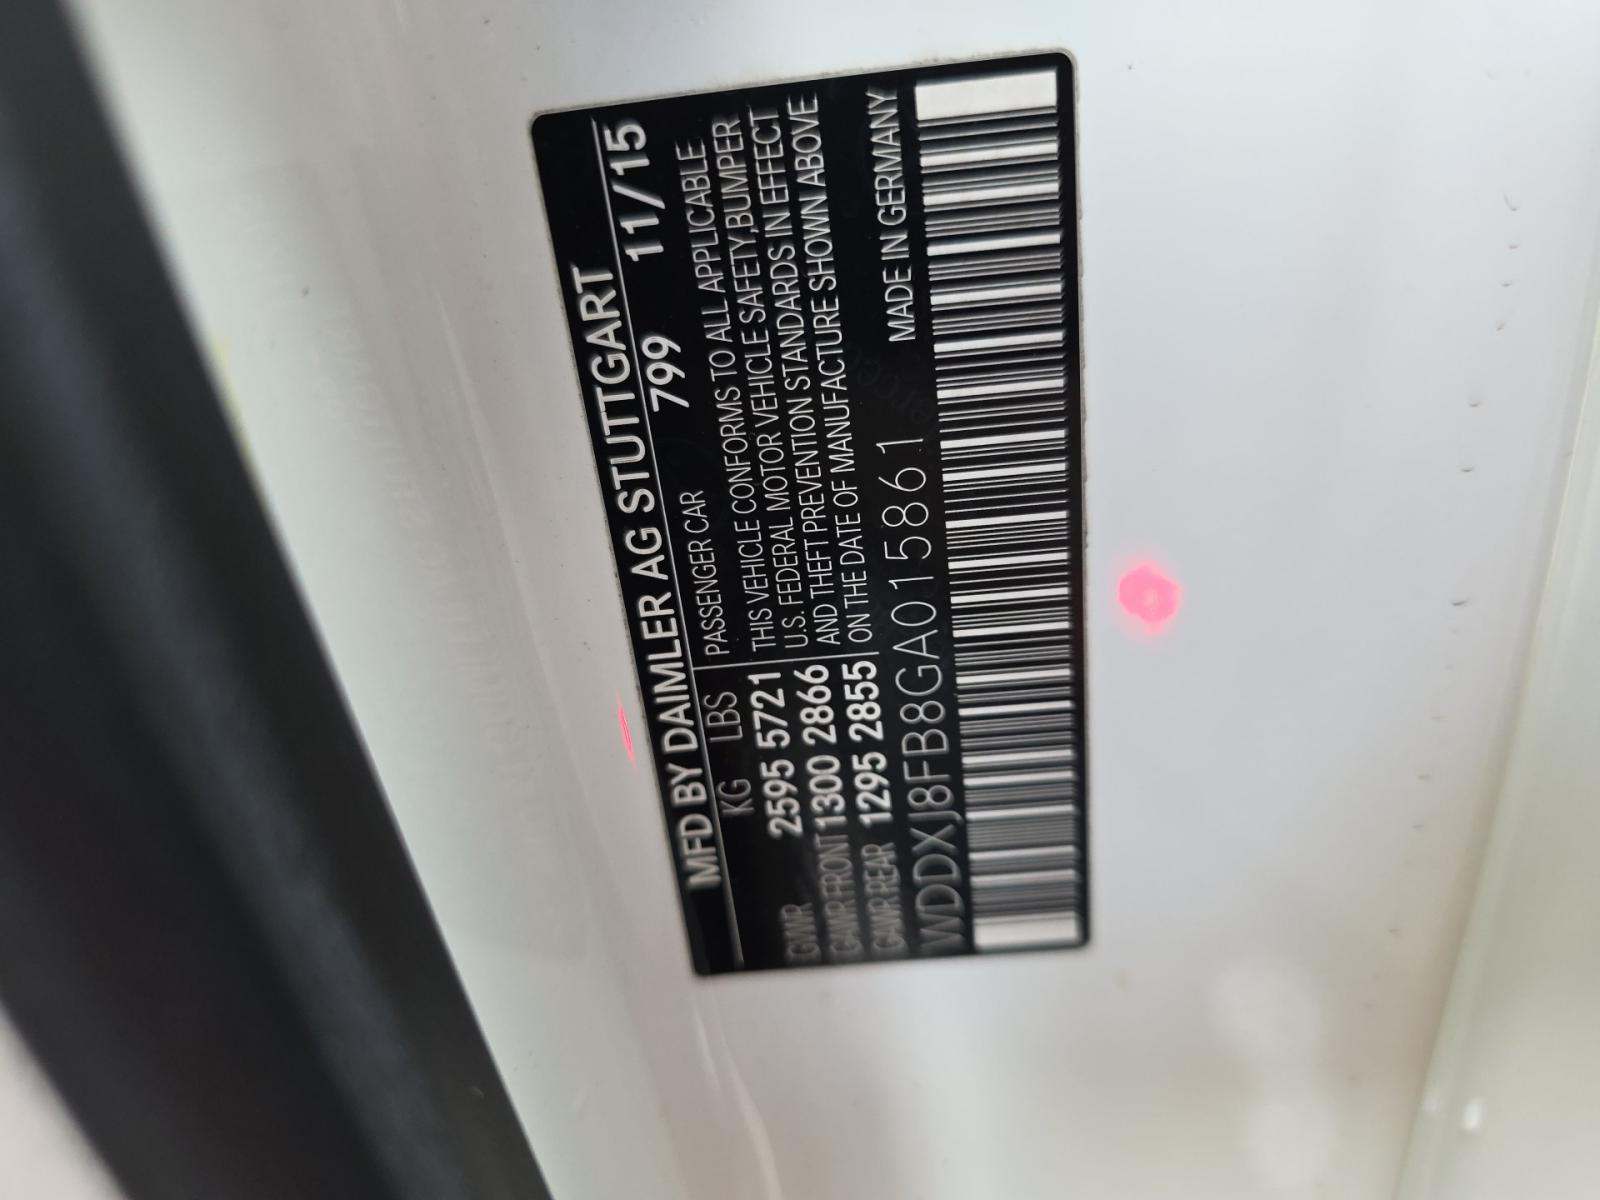 MFD BY DAIMLER AG STUTTGART
799 11/15
KG LBS PASSENGER CAR
GVWR 2595 5721
GAWR FRONT 1300 2866
GAWR REAR 1295 2855
THIS VEHICLE CONFORMS TO ALL APPLICABLE
U.S. FEDERAL MOTOR VEHICLE SAFETY, BUMPER
AND THEFT PREVENTION STANDARDS IN EFFECT
ON THE DATE OF MANUFACTURE SHOWN ABOVE
MADE IN GERMANY
WDDXJ8FB8GA015861